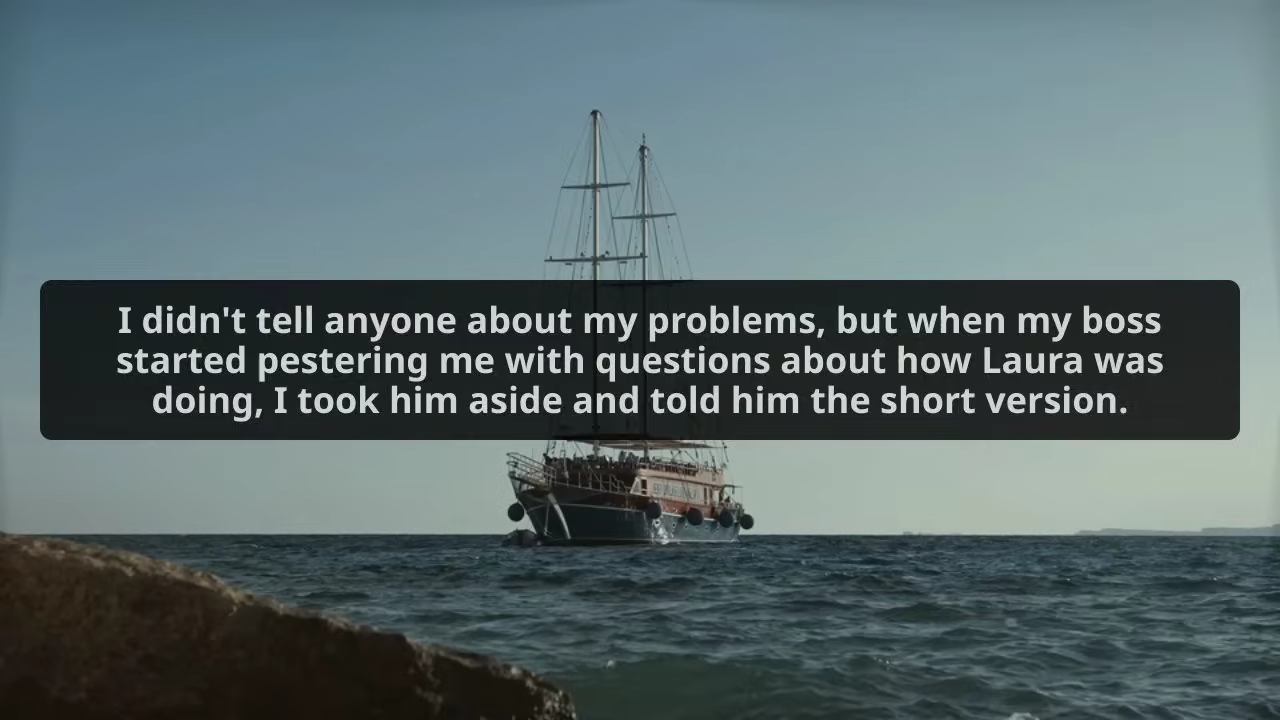 I didn't tell anyone about my problems, but when my boss
started pestering me with questions about how Laura was
doing, I took him aside and told him the short version.